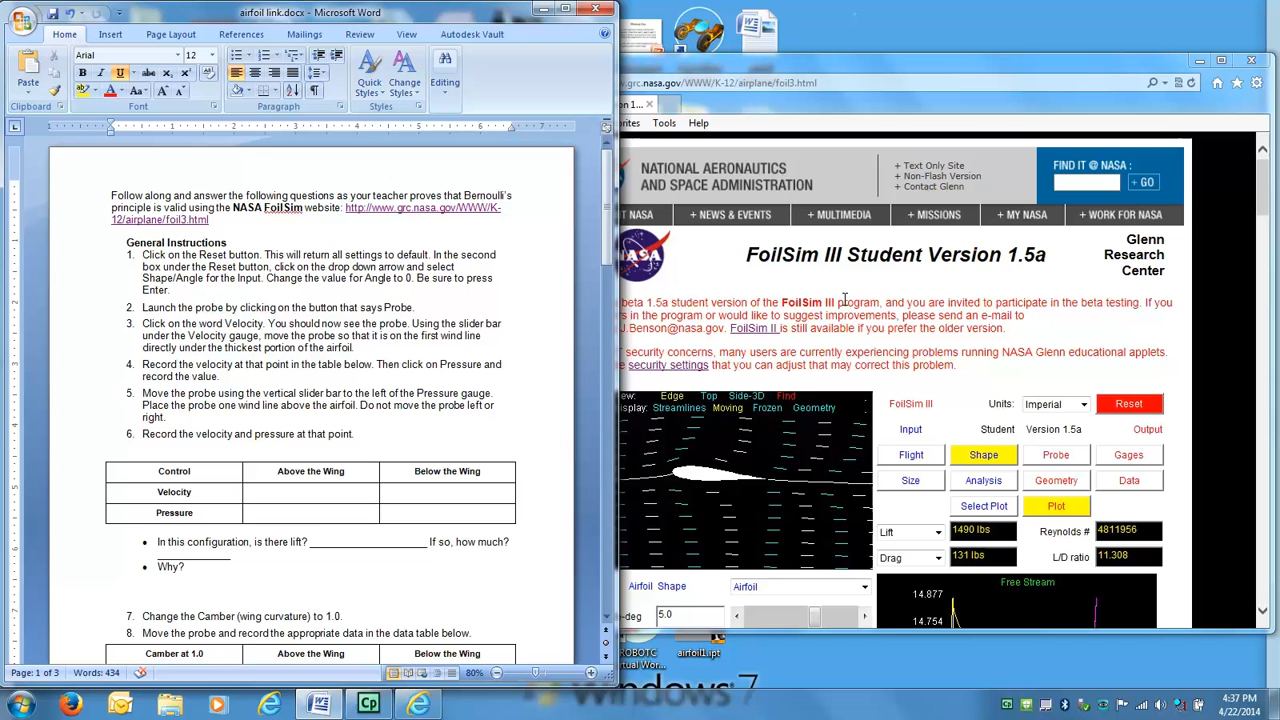 airfoil link.docx - Microsoft Word
Home Insert Page Layout References Mailings Review View Autodesk Vault
Paste
Arial 12
Quick Styles
Change Styles
Editing
Clipboard Font Paragraph Styles
Follow along and answer the following questions as your teacher proves that Bernoulli's
principle is valid using the NASA FoilSim website: http://www.grc.nasa.gov/WWW/K-
12/airplane/foil3.html
General Instructions
1. Click on the Reset button. This will return all settings to default. In the second
box under the Reset button, click on the drop down arrow and select
Shape/Angle for the Input. Change the value for Angle to 0. Be sure to press
Enter.
2. Launch the probe by clicking on the button that says Probe.
3. Click on the word Velocity. You should now see the probe. Using the slider bar
under the Velocity gauge, move the probe so that it is on the first wind line
directly under the thickest portion of the airfoil.
4. Record the velocity at that point in the table below. Then click on Pressure and
record the value.
5. Move the probe using the vertical slider bar to the left of the Pressure gauge.
Place the probe one wind line above the airfoil. Do not move the probe left or
right.
6. Record the velocity and pressure at that point.
Control Above the Wing Below the Wing
Velocity
Pressure
• In this configuration, is there lift? ____________________ If so, how much?
____________
• Why?
7. Change the Camber (wing curvature) to 1.0.
8. Move the probe and record the appropriate data in the data table below.
Camber at 1.0 Above the Wing Below the Wing
Page: 1 of 3 Words: 434 80%
.grc.nasa.gov/WWW/K-12/airplane/foil3.html
n 1...
orites Tools Help
NATIONAL AERONAUTICS
AND SPACE ADMINISTRATION
+ Text Only Site
+ Non-Flash Version
+ Contact Glenn
FIND IT @ NASA :
+ GO
T NASA + NEWS & EVENTS + MULTIMEDIA + MISSIONS + MY NASA + WORK FOR NASA
NASA
FoilSim III Student Version 1.5a
Glenn
Research
Center
beta 1.5a student version of the FoilSim III program, and you are invited to participate in the beta testing. If you
rs in the program or would like to suggest improvements, please send an e-mail to
J.Benson@nasa.gov. FoilSim II is still available if you prefer the older version.
security concerns, many users are currently experiencing problems running NASA Glenn educational applets.
e security settings that you can adjust that may correct this problem.
ew: Edge Top Side-3D Find
isplay: Streamlines Moving Frozen Geometry
FoilSim III Units: Imperial Reset
Input Student Version 1.5a Output
Flight Shape Probe Gages
Size Analysis Geometry Data
Select Plot Plot
Lift 1490 lbs Reynolds # 4811956
Drag 131 lbs L/D ratio 11.308
Airfoil Shape Airfoil
-deg 5.0
Free Stream
14.877
14.754
ROBOTC
irtual Wor...
airfoil1.ipt
windows 7
Cp
4:37 PM
4/22/2014